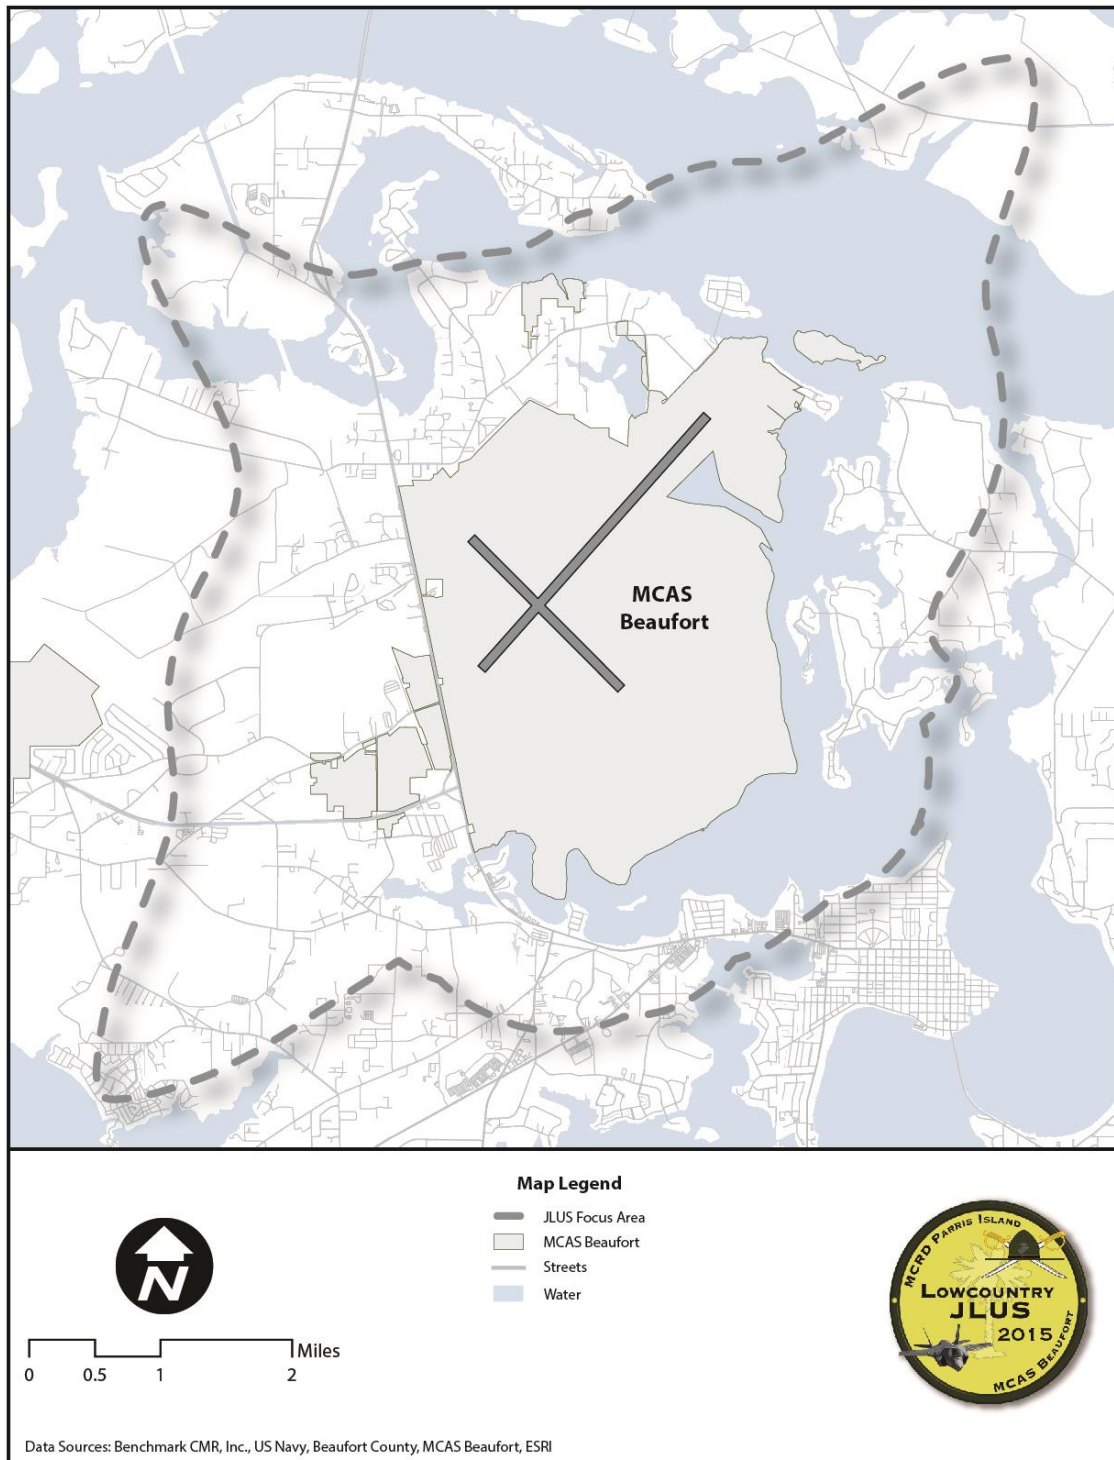 MCAS
Beaufort
Map Legend
JLUS Focus Area
MCAS Beaufort
Streets
Water
N
Miles
0 0.5 1 2
MCRD Parris Island
Lowcountry
JLUS
2015
MCAS Beaufort
Data Sources: Benchmark CMR, Inc., US Navy, Beaufort County, MCAS Beaufort, ESRI